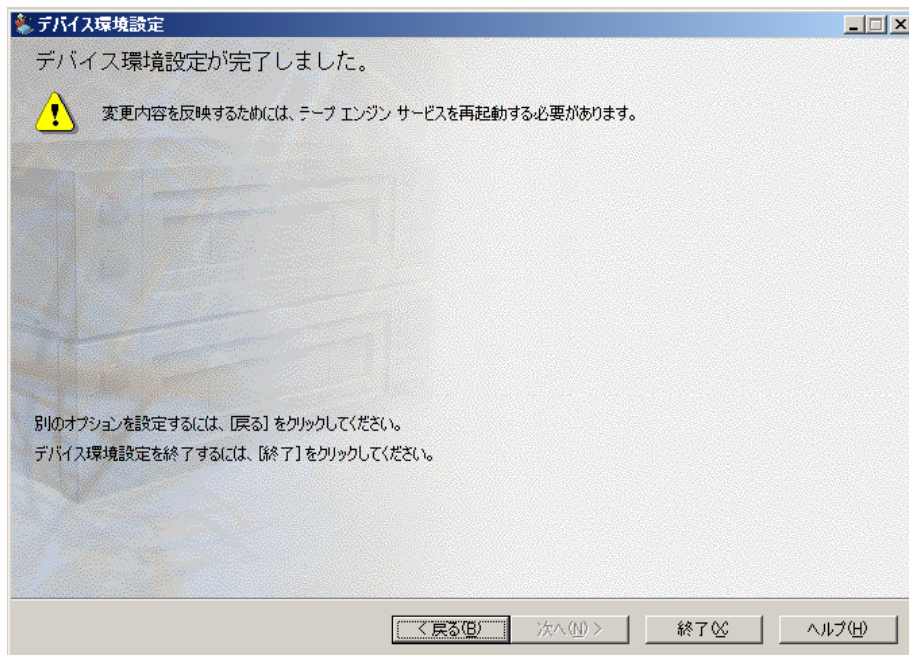 デバイス環境設定
デバイス環境設定が完了しました。
変更内容を反映するためには、テープ エンジン サービスを再起動する必要があります。
別のオプションを設定するには、[戻る] をクリックしてください。
デバイス環境設定を終了するには、[終了] をクリックしてください。
< 戻る(B) 次へ(N) > 終了(X) ヘルプ(H)